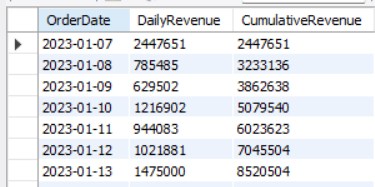 OrderDate DailyRevenue CumulativeRevenue
2023-01-07 2447651 2447651
2023-01-08 785485 3233136
2023-01-09 629502 3862638
2023-01-10 1216902 5079540
2023-01-11 944083 6023623
2023-01-12 1021881 7045504
2023-01-13 1475000 8520504